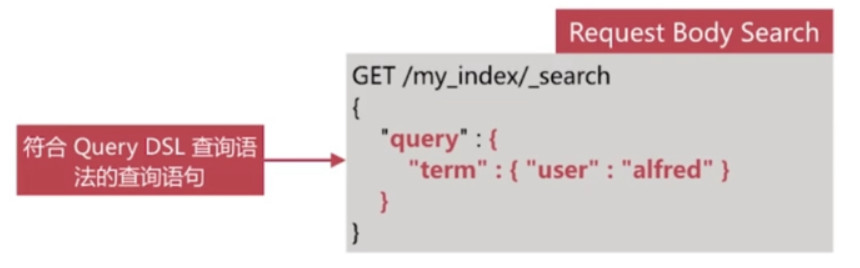 Request Body Search
GET /my_index/_search
{
"query" : {
"term" : { "user" : "alfred" }
}
}
符合 Query DSL 查询语
法的查询语句